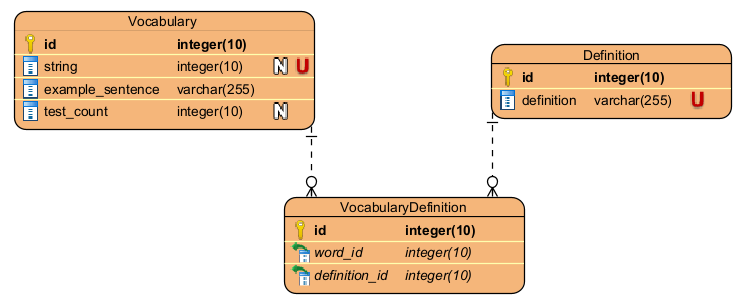 Vocabulary
id integer(10)
string integer(10) N U
example_sentence varchar(255)
test_count integer(10) N
Definition
id integer(10)
definition varchar(255) U
VocabularyDefinition
id integer(10)
word_id integer(10)
definition_id integer(10)